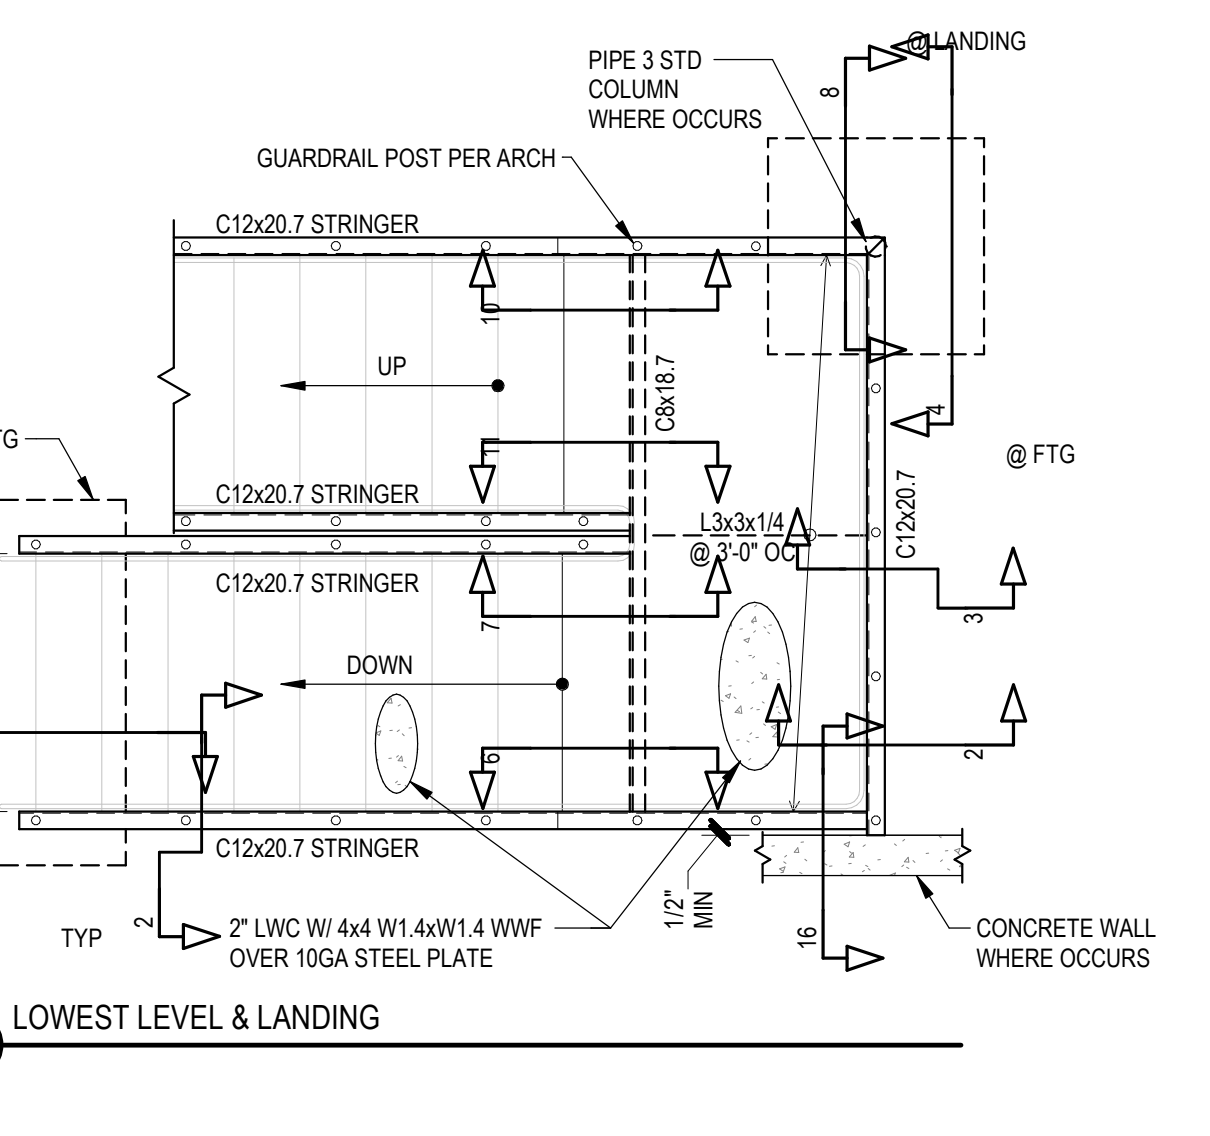 @ LANDING
PIPE 3 STD
COLUMN
WHERE OCCURS
8
GUARDRAIL POST PER ARCH
C12x20.7 STRINGER
10
UP
C8x18.7
4
TG
11
@ FTG
C12x20.7 STRINGER
L3x3x1/4
@ 3'-0" OC
C12x20.7
C12x20.7 STRINGER
7
3
DOWN
6
2
C12x20.7 STRINGER
1/2"
MIN
2
TYP
2" LWC W/ 4x4 W1.4xW1.4 WWF
OVER 10GA STEEL PLATE
16
CONCRETE WALL
WHERE OCCURS
LOWEST LEVEL & LANDING